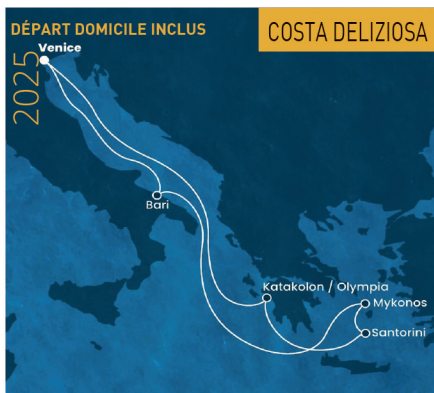 DÉPART DOMICILE INCLUS
COSTA DELIZIOSA
2025
Venice
Bari
Katakolon / Olympia
Mykonos
Santorini